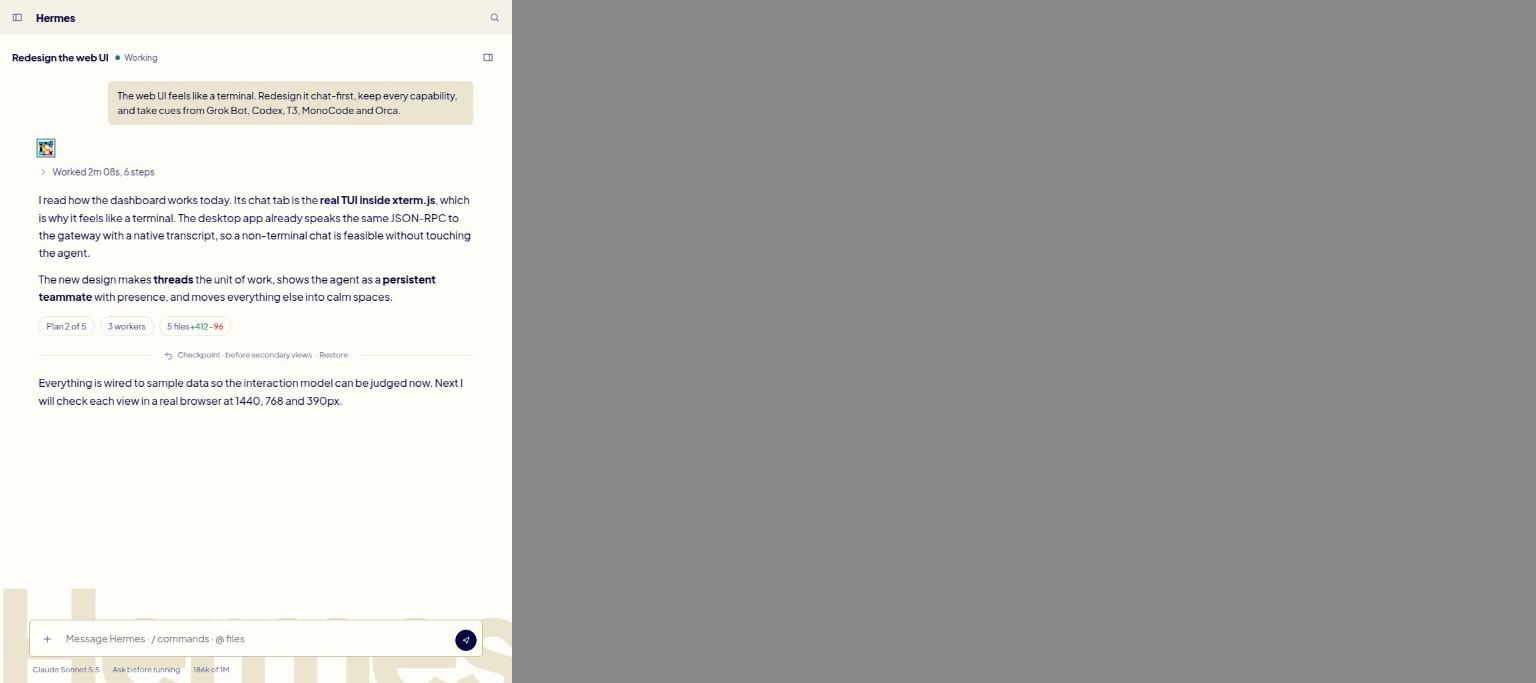 Hermes
Redesign the web UI Working
The web UI feels like a terminal. Redesign it chat-first, keep every capability,
and take cues from Grok Bot, Codex, T3, MonoCode and Orca.
Worked 2m 08s, 6 steps
I read how the dashboard works today. Its chat tab is the real TUI inside xterm.js, which
is why it feels like a terminal. The desktop app already speaks the same JSON-RPC to
the gateway with a native transcript, so a non-terminal chat is feasible without touching
the agent.
The new design makes threads the unit of work, shows the agent as a persistent
teammate with presence, and moves everything else into calm spaces.
Plan 2 of 5 3 workers 5 files+412-96
Checkpoint · before secondary views · Restore
Everything is wired to sample data so the interaction model can be judged now. Next I
will check each view in a real browser at 1440, 768 and 390px.
Hermes
Message Hermes · / commands · @ files
Claude Sonnet 5.5 · Ask before running · 186k of 1M